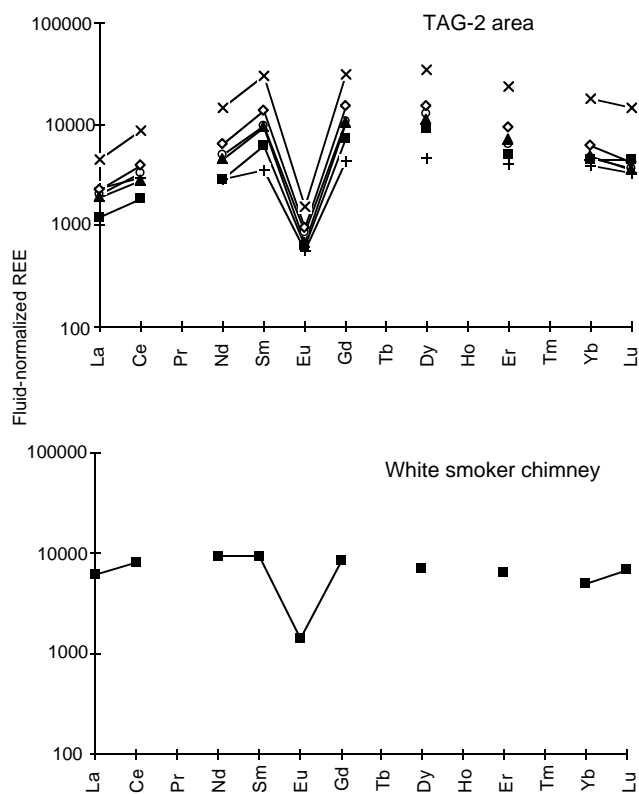 TAG-2 area
100000
10000
1000
100
La Ce Pr Nd Sm Eu Gd Tb Dy Ho Er Tm Yb Lu
Fluid-normalized REE
White smoker chimney
100000
10000
1000
100
La Ce Pr Nd Sm Eu Gd Tb Dy Ho Er Tm Yb Lu